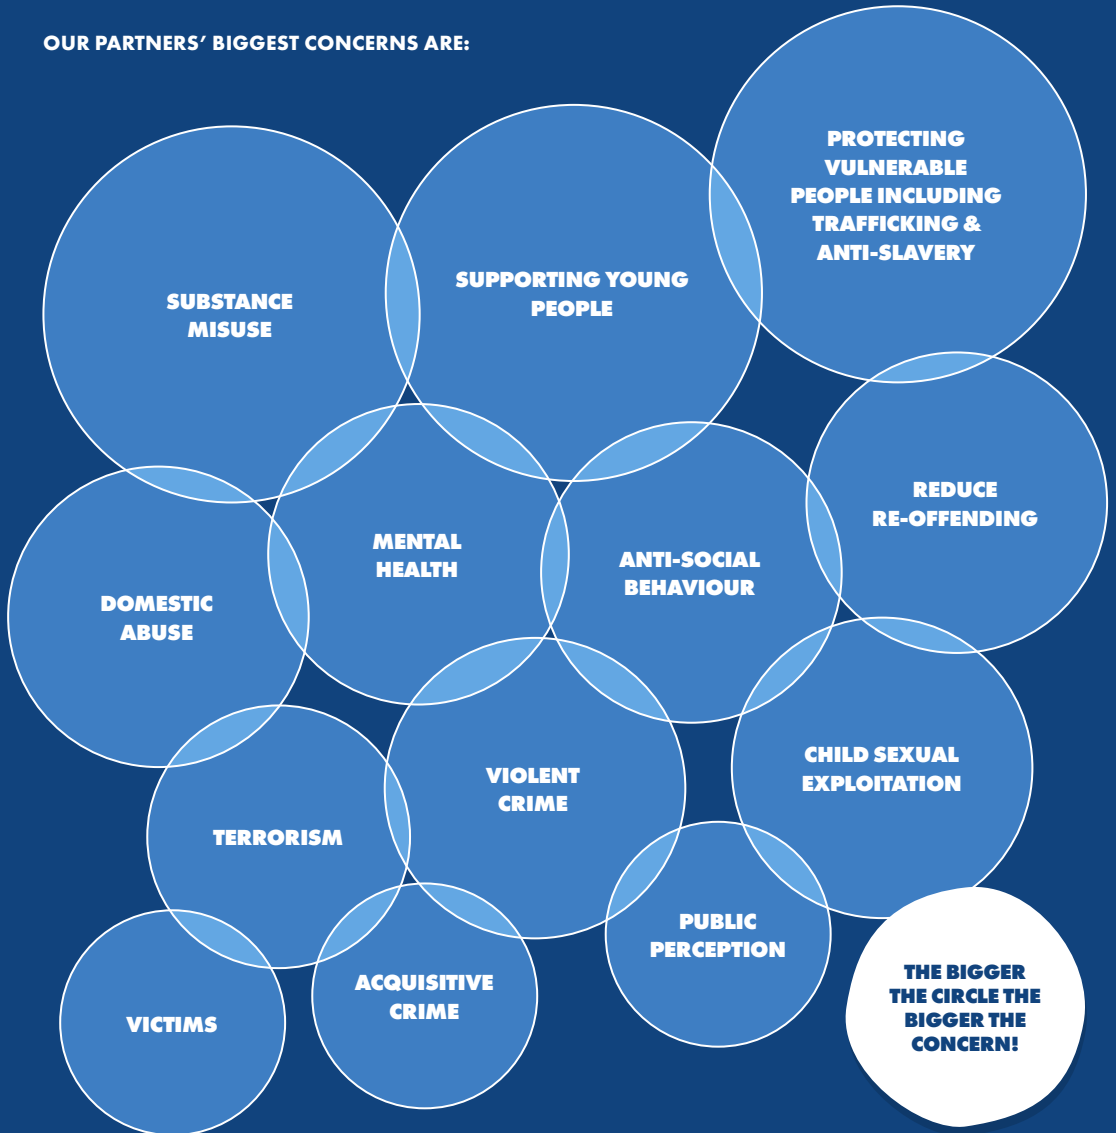 OUR PARTNERS’ BIGGEST CONCERNS ARE:
PROTECTING
VULNERABLE
PEOPLE INCLUDING
TRAFFICKING &
ANTI-SLAVERY
SUPPORTING YOUNG
PEOPLE
SUBSTANCE
MISUSE
REDUCE
RE-OFFENDING
MENTAL
HEALTH
ANTI-SOCIAL
BEHAVIOUR
DOMESTIC
ABUSE
CHILD SEXUAL
EXPLOITATION
VIOLENT
CRIME
TERRORISM
PUBLIC
PERCEPTION
ACQUISITIVE
CRIME
VICTIMS
THE BIGGER
THE CIRCLE THE
BIGGER THE
CONCERN!